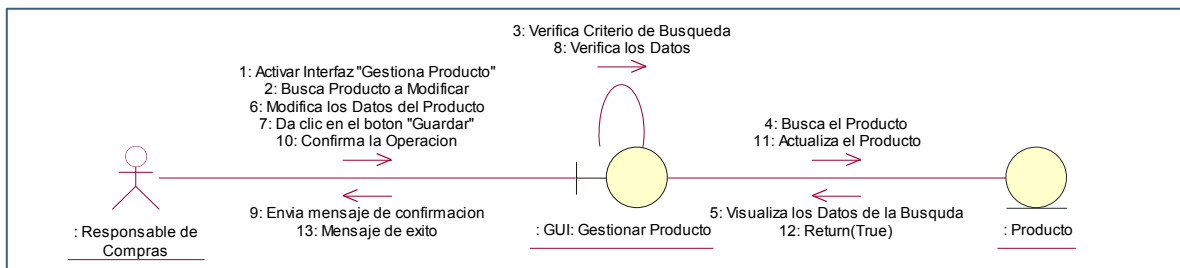 3: Verifica Criterio de Busqueda
8: Verifica los Datos
1: Activar Interfaz "Gestiona Producto"
2: Busca Producto a Modificar
6: Modifica los Datos del Producto
7: Da clic en el boton "Guardar"
10: Confirma la Operacion
4: Busca el Producto
11: Actualiza el Producto
9: Envia mensaje de confirmacion
13: Mensaje de exito
5: Visualiza los Datos de la Busquda
12: Return(True)
: Responsable de
Compras
: GUI: Gestionar Producto
: Producto